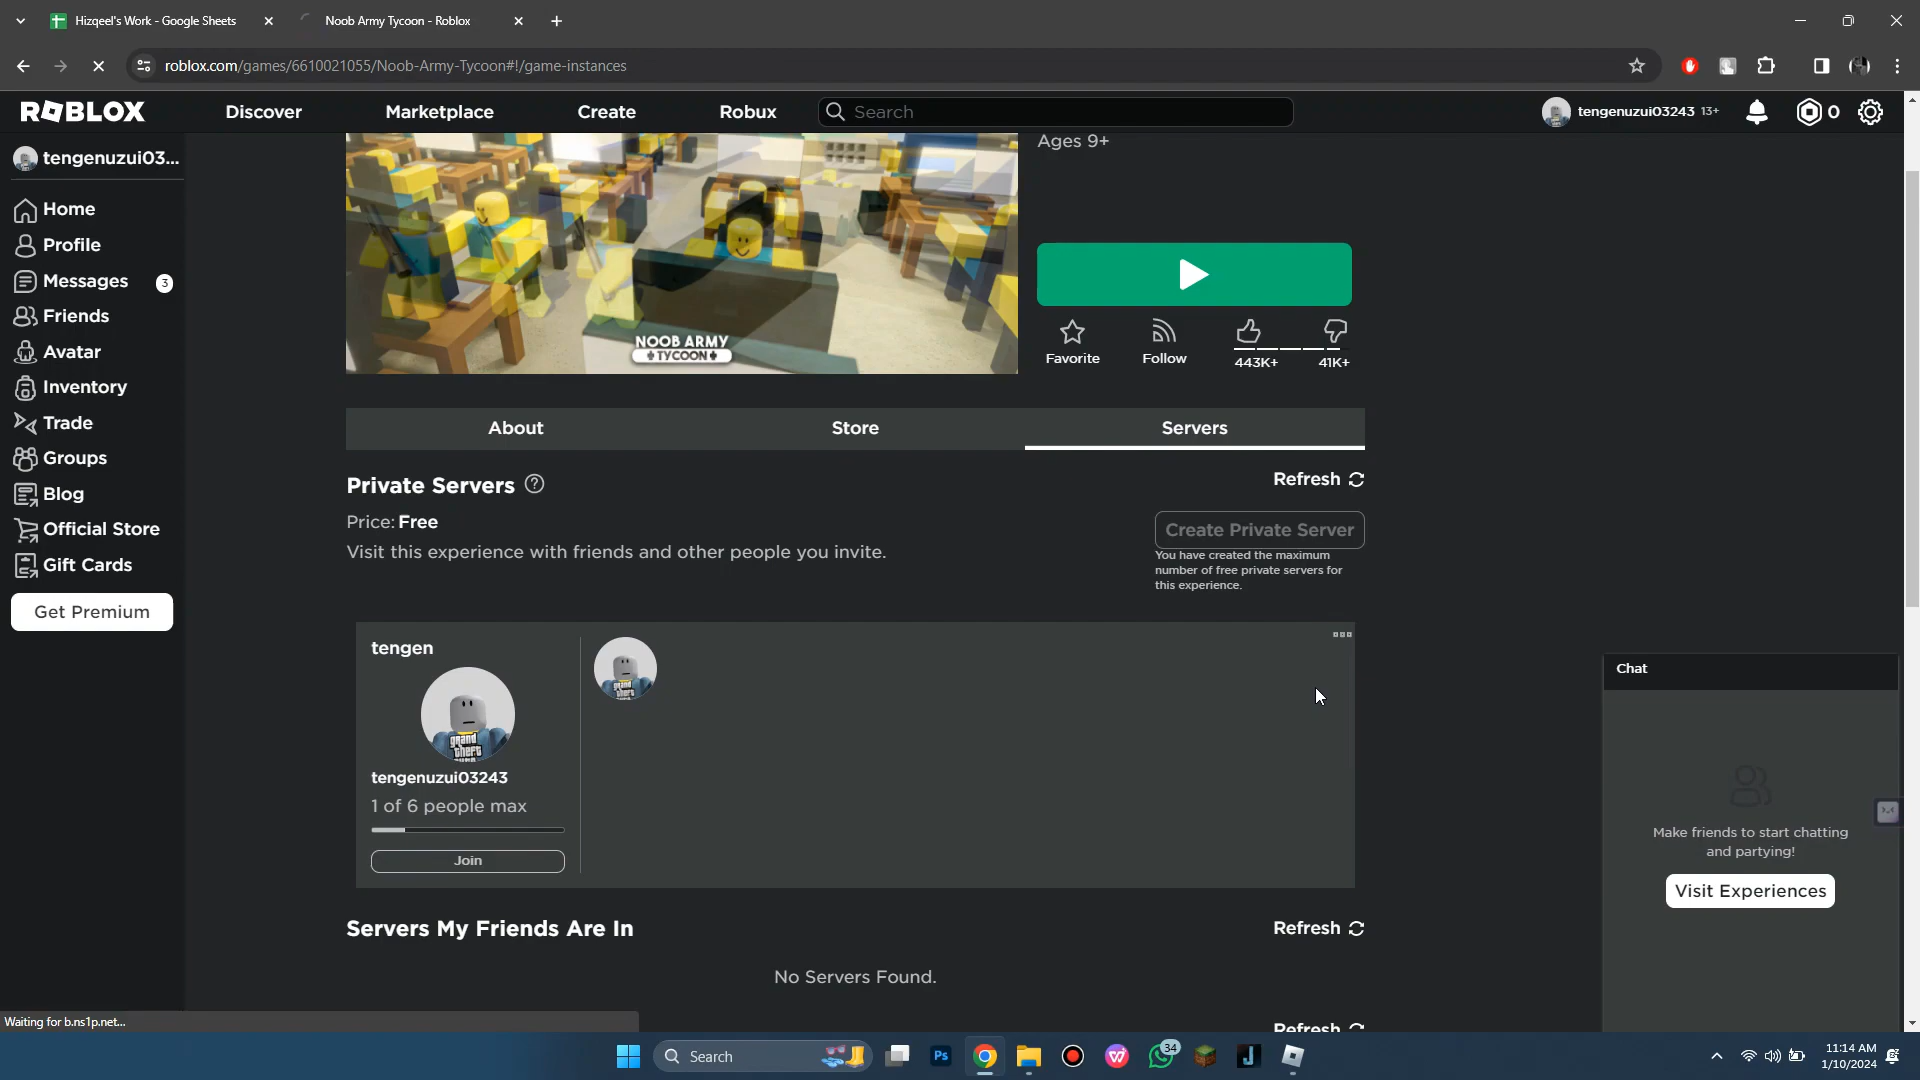 Hizqeel's Work - Google Sheets
Noob Army Tycoon - Roblox
roblox.com/games/6610021055/Noob-Army-Tycoon#!/game-instances
ROBLOX
Discover
Marketplace
Create
Robux
Search
tengenuzui03243 13+
0
tengenuzui03...
Home
Profile
Messages
3
Friends
Avatar
Inventory
Trade
Groups
Blog
Official Store
Gift Cards
Get Premium
NOOB ARMY
TYCOON
Ages 9+
Favorite
Follow
443K+
41K+
About
Store
Servers
Private Servers
Refresh
Price: Free
Create Private Server
Visit this experience with friends and other people you invite.
You have created the maximum
number of free private servers for
this experience.
tengen
grand
theft
grand
theft
tengenuzui03243
1 of 6 people max
Join
Servers My Friends Are In
Refresh
No Servers Found.
Refresh
Chat
Make friends to start chatting
and partying!
Visit Experiences
Waiting for b.ns1p.net...
Search
Ps
34
J
11:14 AM
1/10/2024